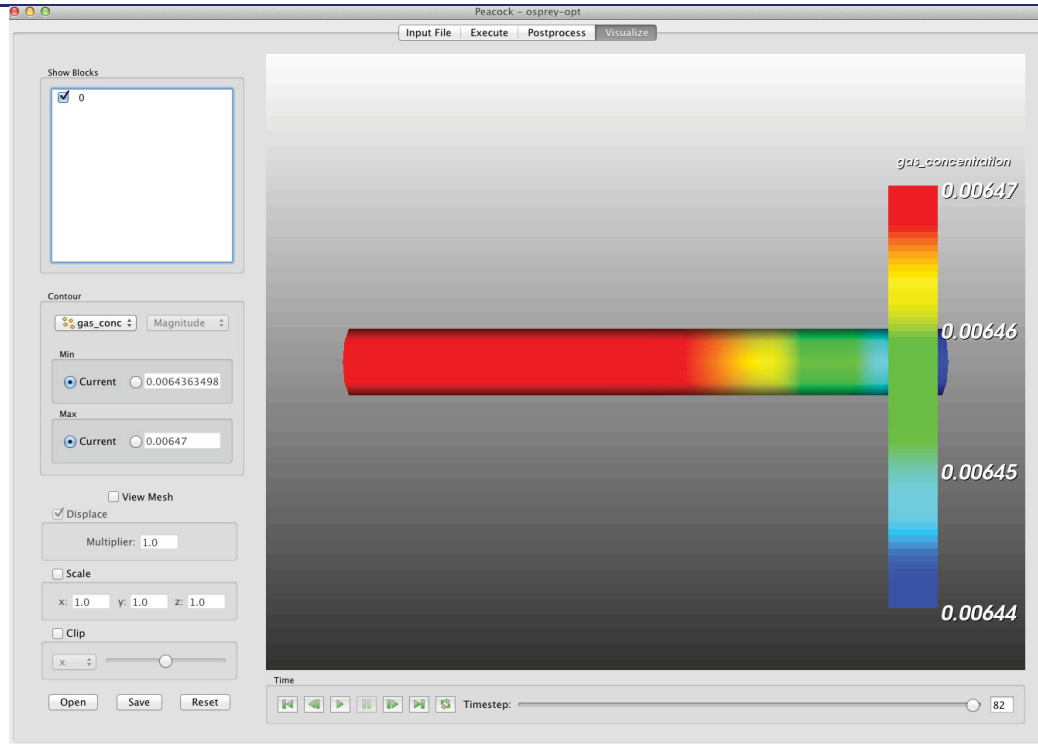 Peacock - osprey-opt
Input File Execute Postprocess Visualize
Show Blocks
0
Contour
gas_conc Magnitude
Min
Current 0.0064363498
Max
Current 0.00647
View Mesh
Displace
Multiplier: 1.0
Scale
x: 1.0 y: 1.0 z: 1.0
Clip
x
Open Save Reset
gas_concentration
0.00647
0.00646
0.00645
0.00644
Time
Timestep: 82